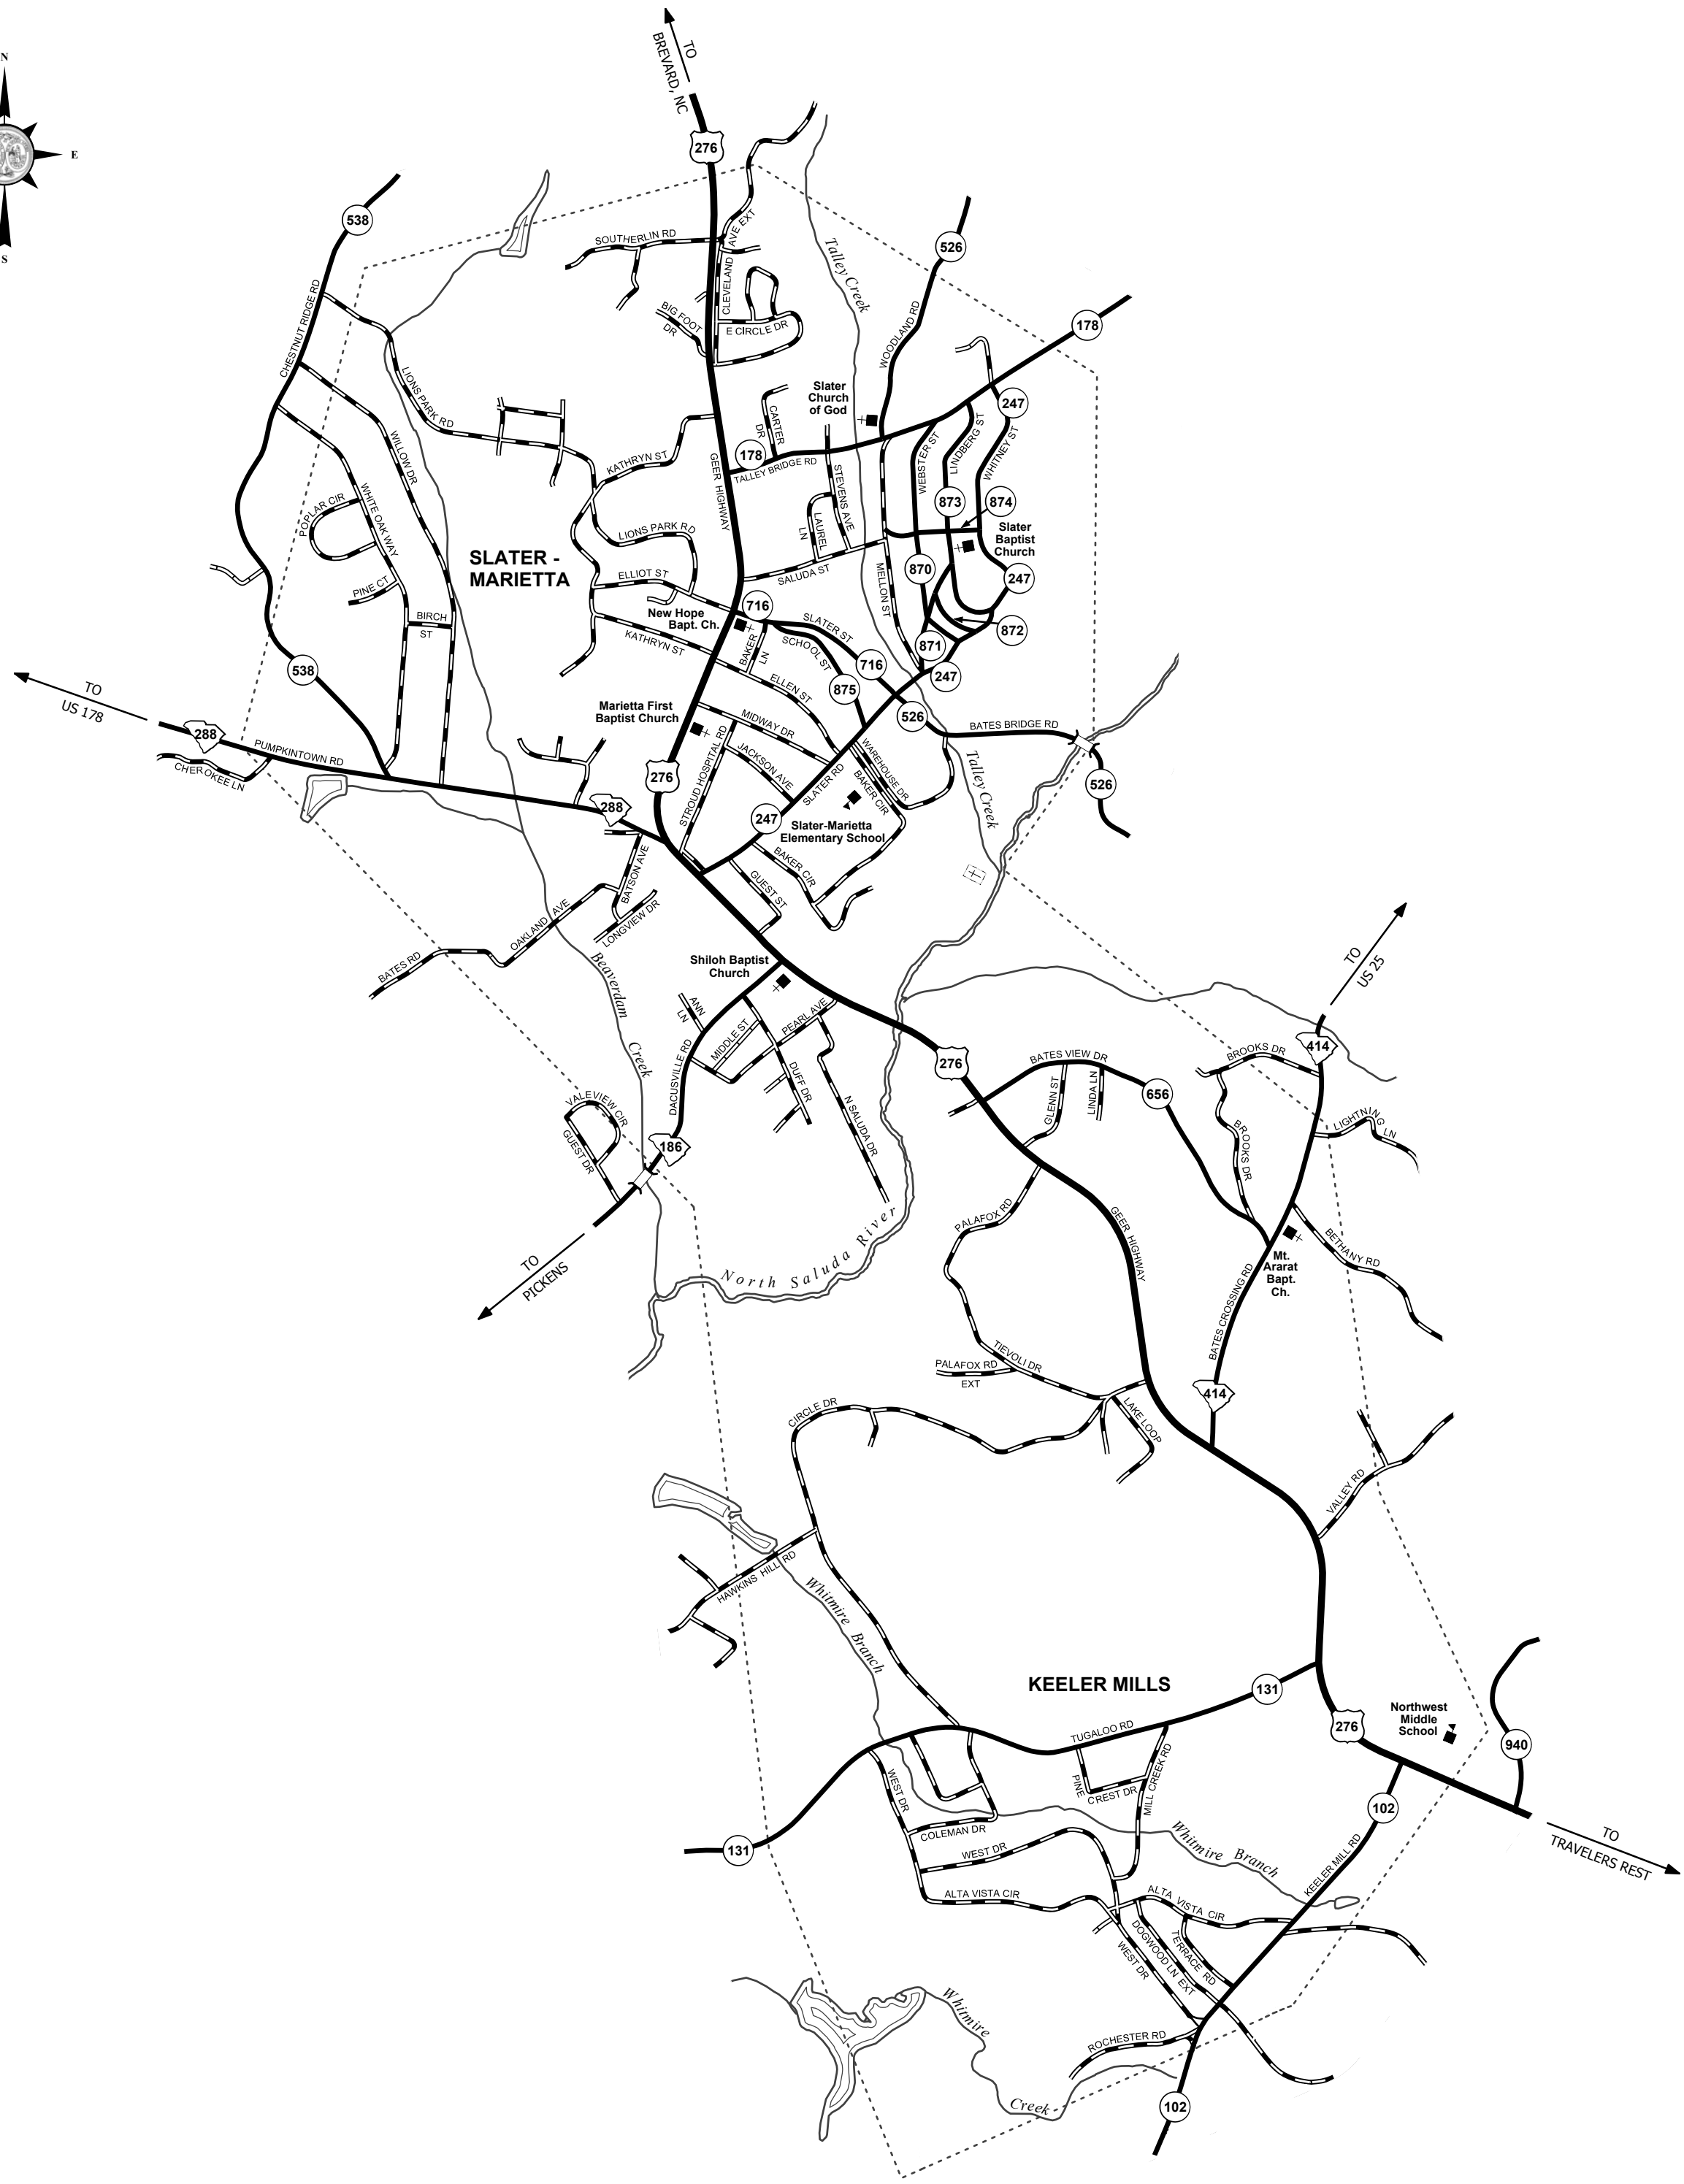 N
E
S
TO
BREVARD, NC
276
538
526
SOUTHERLIN RD
CLEVELAND
AVE EXT
Talley Creek
BIG FOOT
DR
E CIRCLE DR
CHESTNUT RIDGE RD
WOODLAND RD
178
LIONS PARK RD
Slater
Church
of God
247
CARTER
DR
KATHRYN ST
178
TALLEY BRIDGE RD
GEER HIGHWAY
WILLOW DR
WEBSTER ST
LINDBERG ST
WHITNEY ST
STEVENS AVE
873
874
POPLAR CIR
WHITE OAK WAY
LAUREL
LN
LIONS PARK RD
Slater
Baptist
Church
SLATER -
MARIETTA
ELLIOT ST
SALUDA ST
MELLON ST
870
247
PINE CT
BIRCH
ST
New Hope
Bapt. Ch.
716
SLATER ST
SCHOOL ST
872
871
KATHRYN ST
BAKER
LN
716
247
538
ELLEN ST
875
TO
US 178
Marietta First
Baptist Church
MIDWAY DR
526
BATES BRIDGE RD
288
PUMPKINTOWN RD
CHEROKEE LN
276
STROUD HOSPITAL RD
JACKSON AVE
SLATER RD
WAREHOUSE DR
BAKER CIR
Talley Creek
526
288
247
Slater-Marietta
Elementary School
BATSON AVE
BAKER CIR
GUEST ST
LONGVIEW DR
OAKLAND AVE
BATES RD
Beaverdam
Creek
Shiloh Baptist
Church
TO
US 25
ANN
LN
MIDDLE ST
PEARL AVE
DACUSVILLE RD
DUFF DR
N SALUDA DR
276
BATES VIEW DR
GLENN ST
LINDA LN
656
BROOKS DR
414
BROOKS DR
LIGHTNING
LN
VALEVIEW CIR
GUEST DR
186
PALAFOX RD
GEER HIGHWAY
BETHANY RD
Mt.
Ararat
Bapt.
Ch.
TO
PICKENS
North Saluda River
BATES CROSSING RD
TIEVOLI DR
PALAFOX RD
EXT
414
LAKE LOOP
CIRCLE DR
VALLEY RD
HAWKINS HILL RD
Whitmire
Branch
KEELER MILLS
131
TUGALOO RD
276
Northwest
Middle
School
940
WEST DR
PINE
CREST DR
MILL CREEK RD
102
131
COLEMAN DR
WEST DR
Whitmire Branch
KEELER MILL RD
TO
TRAVELERS REST
ALTA VISTA CIR
ALTA VISTA CIR
DOGWOOD LN EXT
TERRACE RD
WEST DR
Whitmire
Creek
ROCHESTER RD
102